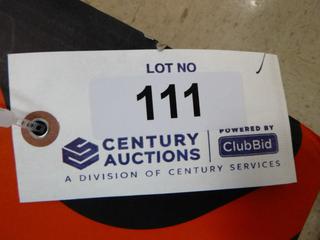 LOT NO
111
CENTURY
AUCTIONS
POWERED BY
ClubBid
A DIVISION OF CENTURY SERVICES